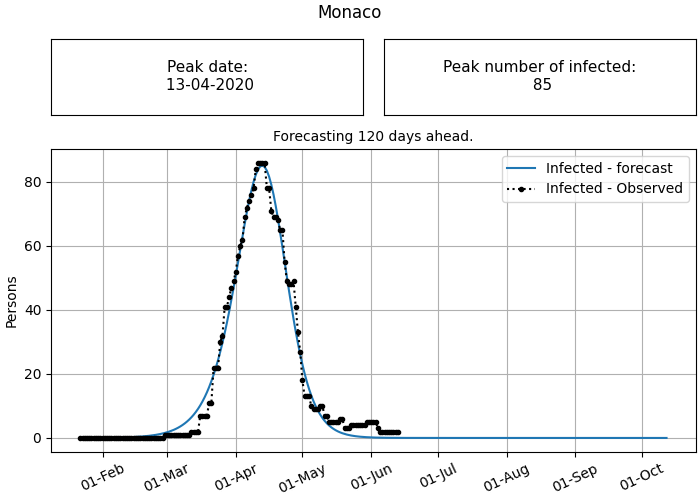 Monaco
Peak date:
13-04-2020
Peak number of infected:
85
Forecasting 120 days ahead.
Infected - forecast
Infected - Observed
Persons
80
60
40
20
0
01-Feb
01-Mar
01-Apr
01-May
01-Jun
01-Jul
01-Aug
01-Sep
01-Oct